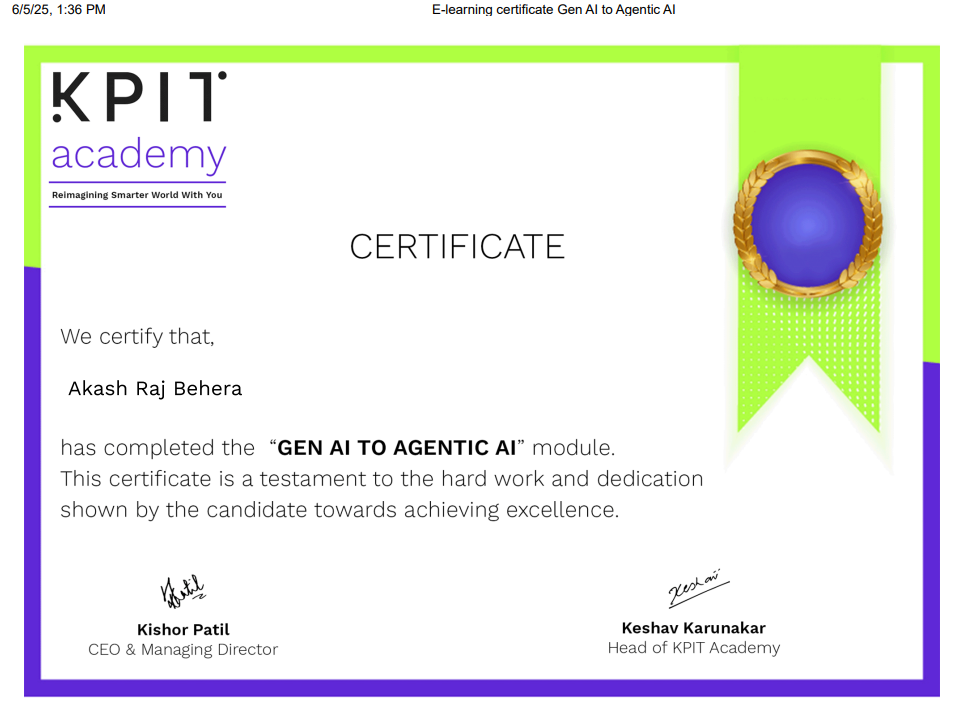 6/5/25, 1:36 PM
E-learning certificate Gen AI to Agentic AI
KPIT
academy
Reimagining Smarter World With You
CERTIFICATE
We certify that,
Akash Raj Behera
has completed the “GEN AI TO AGENTIC AI” module.
This certificate is a testament to the hard work and dedication
shown by the candidate towards achieving excellence.
KPatil
Keshav
Kishor Patil
Keshav Karunakar
CEO & Managing Director
Head of KPIT Academy